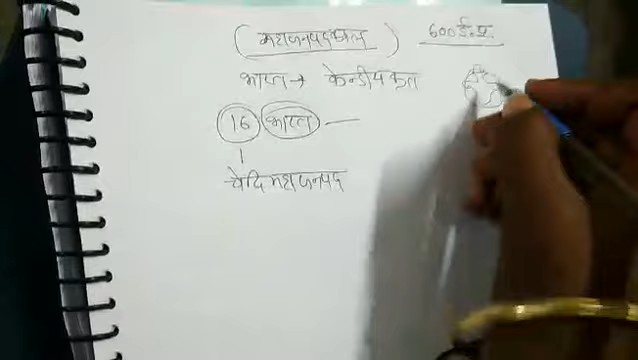 (महाजनपदकाल) 600 ई.पू.
भारत → केन्द्रीयकृत
16 भारत —
चेदि महाजनपद